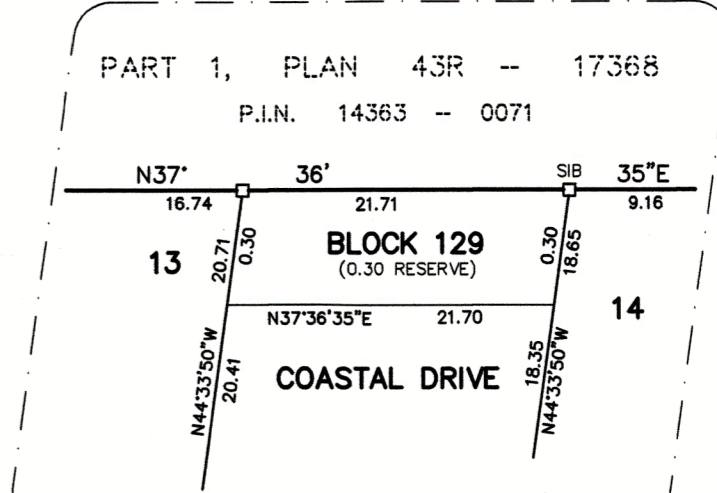 PART 1, PLAN 43R -- 17368
P.I.N. 14363 -- 0071
N37° 36' SIB 35"E
16.74 21.71 9.16
20.71
0.30
BLOCK 129
0.30
18.65
(0.30 RESERVE)
13
14
N37°36'35"E 21.70
N44°33'50"W
20.41
COASTAL DRIVE
18.35
N44°33'50"W